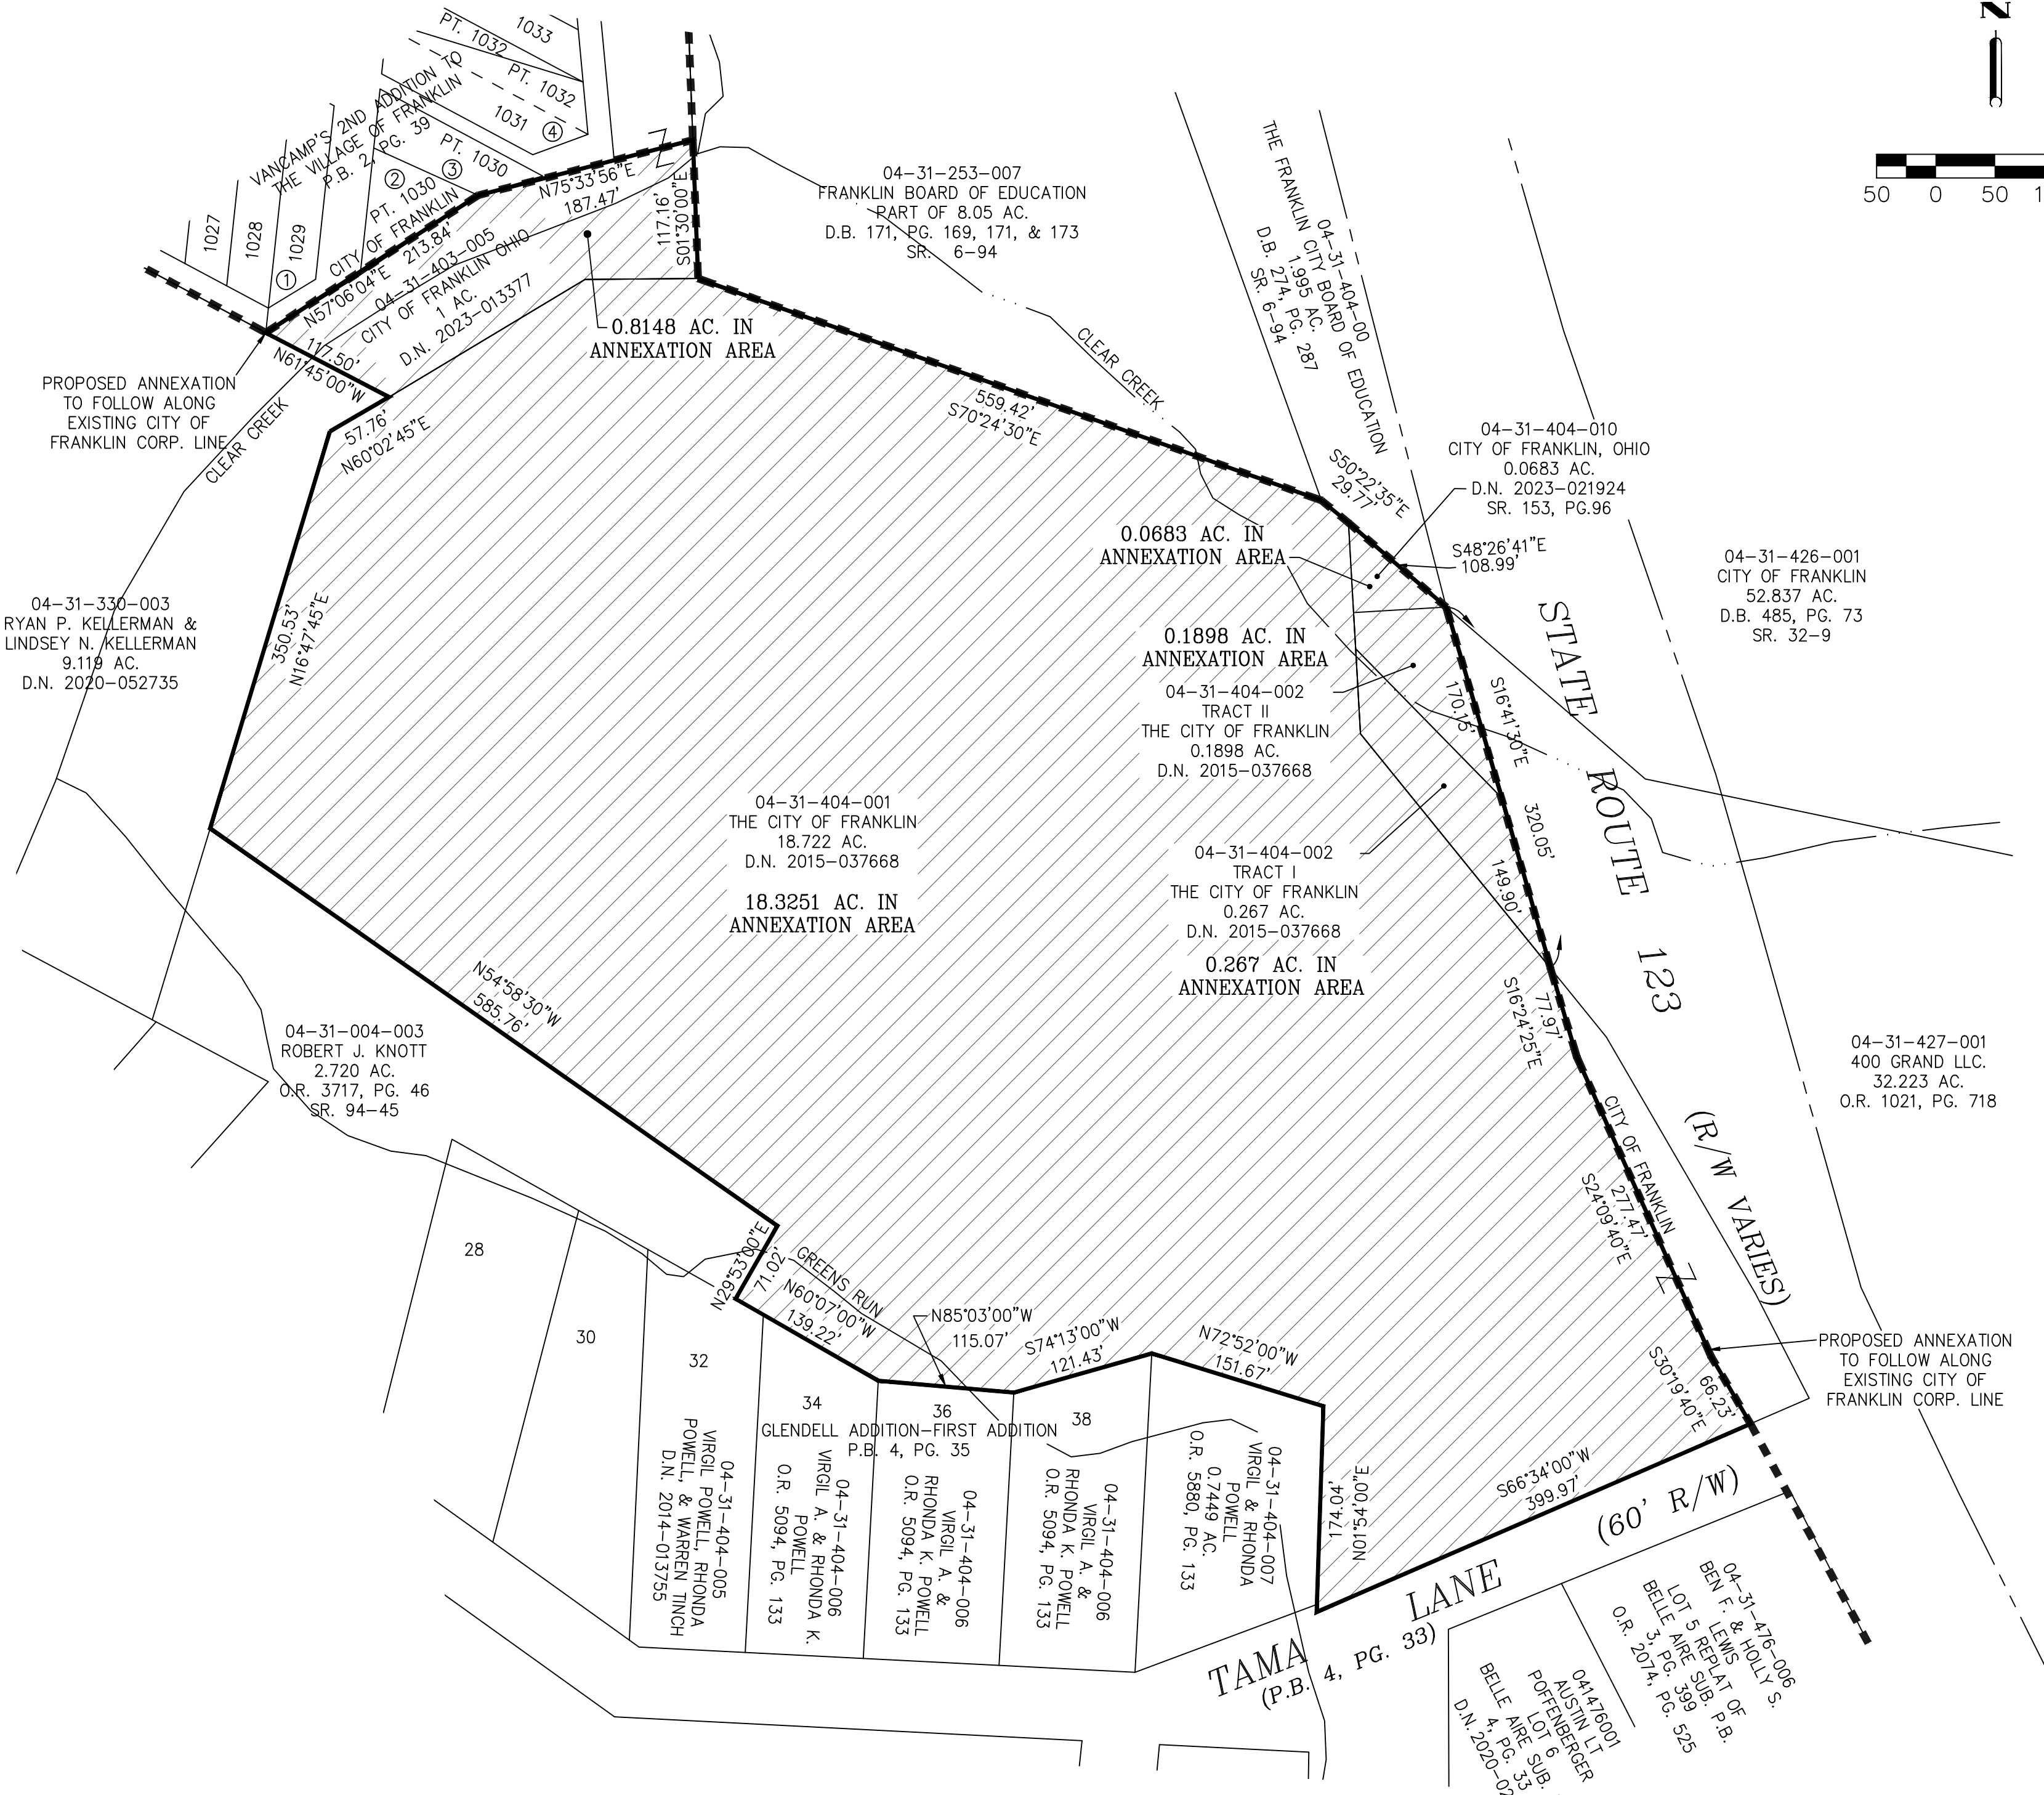 N
50 0 50
PT. 1032
1033
PT. 1032
1031 ④
VANCAMP'S 2ND ADDITION TO
THE VILLAGE OF FRANKLIN
P.B. 2, PG. 39
PT. 1030
③
②
PT. 1030
CITY OF FRANKLIN
1027
1028
1029
①
N75°33'56"E
187.47'
S01°30'00"E
117.16'
N57°06'04"E 213.84'
04-31-403-005
CITY OF FRANKLIN OHIO
1 AC.
D.N. 2023-013377
117.50'
N61°45'00"W
57.76'
N60°02'45"E
0.8148 AC. IN
ANNEXATION AREA
PROPOSED ANNEXATION
TO FOLLOW ALONG
EXISTING CITY OF
FRANKLIN CORP. LINE
CLEAR CREEK
04-31-253-007
FRANKLIN BOARD OF EDUCATION
PART OF 8.05 AC.
D.B. 171, PG. 169, 171, & 173
SR. 6-94
CLEAR CREEK
559.42'
S70°24'30"E
04-31-404-00
THE FRANKLIN CITY BOARD OF EDUCATION
1.995 AC.
D.B. 274, PG. 287
SR. 6-94
S50°22'35"E
29.77'
04-31-404-010
CITY OF FRANKLIN, OHIO
0.0683 AC.
D.N. 2023-021924
SR. 153, PG.96
S48°26'41"E
108.99'
0.0683 AC. IN
ANNEXATION AREA
04-31-426-001
CITY OF FRANKLIN
52.837 AC.
D.B. 485, PG. 73
SR. 32-9
04-31-330-003
RYAN P. KELLERMAN &
LINDSEY N. KELLERMAN
9.119 AC.
D.N. 2020-052735
350.53'
N16°47'45"E
0.1898 AC. IN
ANNEXATION AREA
04-31-404-002
TRACT II
THE CITY OF FRANKLIN
0.1898 AC.
D.N. 2015-037668
170.15'
S16°41'30"E
320.05'
149.90'
STATE ROUTE 123
(R/W VARIES)
04-31-404-001
THE CITY OF FRANKLIN
18.722 AC.
D.N. 2015-037668
18.3251 AC. IN
ANNEXATION AREA
04-31-404-002
TRACT I
THE CITY OF FRANKLIN
0.267 AC.
D.N. 2015-037668
0.267 AC. IN
ANNEXATION AREA
77.97'
S16°24'25"E
N54°58'30"W
585.76'
04-31-004-003
ROBERT J. KNOTT
2.720 AC.
O.R. 3717, PG. 46
SR. 94-45
04-31-427-001
400 GRAND LLC.
32.223 AC.
O.R. 1021, PG. 718
CITY OF FRANKLIN
277.47'
S24°09'40"E
PROPOSED ANNEXATION
TO FOLLOW ALONG
EXISTING CITY OF
FRANKLIN CORP. LINE
66.23'
S30°19'40"E
N29°53'00"E
71.02'
GREENS RUN
N60°07'00"W
139.22'
N85°03'00"W
115.07'
S74°13'00"W
121.43'
N72°52'00"W
151.67'
N01°54'00"E
174.04'
S66°34'00"W
399.97'
28
30
32
34
36
38
GLENDELL ADDITION-FIRST ADDITION
P.B. 4, PG. 35
04-31-404-005
VIRGIL POWELL, RHONDA
POWELL, & WARREN TINCH
D.N. 2014-013755
04-31-404-006
VIRGIL A. & RHONDA K.
POWELL
O.R. 5094, PG. 133
04-31-404-006
VIRGIL A. &
RHONDA K. POWELL
O.R. 5094, PG. 133
04-31-404-006
VIRGIL A. &
RHONDA K. POWELL
O.R. 5094, PG. 133
04-31-404-007
VIRGIL & RHONDA
POWELL
0.7449 AC.
O.R. 5880, PG. 133
TAMA LANE (60' R/W)
(P.B. 4, PG. 33)
04-31-476-006
BEN F. & HOLLY S.
LEWIS
LOT 5 REPLAT OF
BELLE AIRE SUB. P.B.
3, PG. 399
O.R. 2074, PG. 525
041476001
AUSTIN LT
POFFENBERGER
LOT 6
BELLE AIRE SUB.
4, PG. 33
D.N. 2020-02